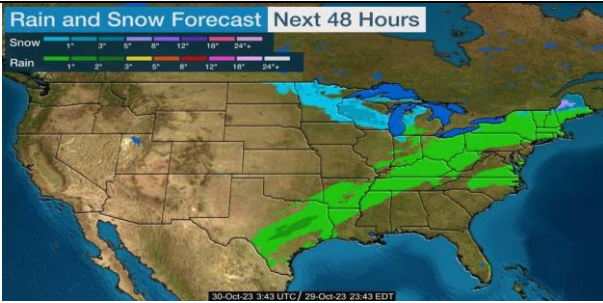 Rain and Snow Forecast Next 48 Hours
Snow 1" 3" 5" 8" 12" 18" 24"+
Rain 1" 2" 3" 5" 8" 12" 18" 24"+
30-Oct-23 3:43 UTC / 29-Oct-23 23:43 EDT